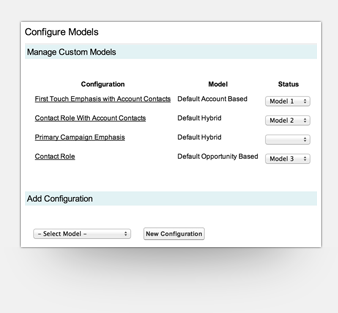 Configure Models
Manage Custom Models
Configuration Model Status
First Touch Emphasis with Account Contacts Default Account Based Model 1
Contact Role With Account Contacts Default Hybrid Model 2
Primary Campaign Emphasis Default Hybrid
Contact Role Default Opportunity Based Model 3
Add Configuration
- Select Model - New Configuration